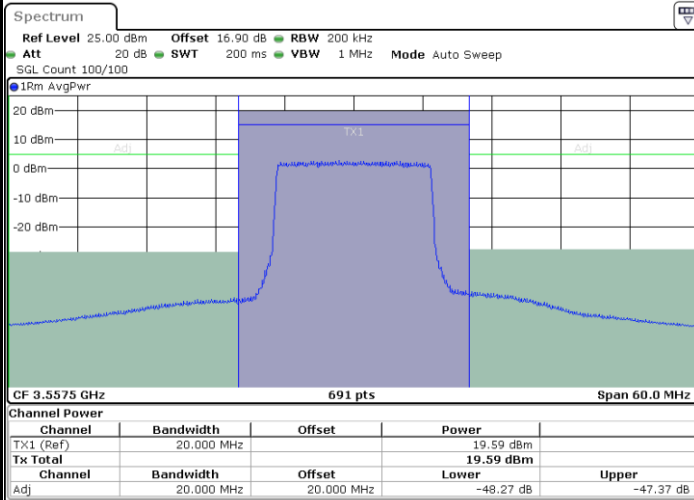 Spectrum
Ref Level 25.00 dBm Offset 16.90 dB RBW 200 kHz
Att 20 dB SWT 200 ms VBW 1 MHz Mode Auto Sweep
SGL Count 100/100
1Rm AvgPwr
20 dBm
TX1
10 dBm
Adj Adj
0 dBm
-10 dBm
-20 dBm
CF 3.5575 GHz 691 pts Span 60.0 MHz
Channel Power
Channel Bandwidth Offset Power
TX1 (Ref) 20.000 MHz 19.59 dBm
Tx Total 19.59 dBm
Channel Bandwidth Offset Lower Upper
Adj 20.000 MHz 20.000 MHz -48.27 dB -47.37 dB